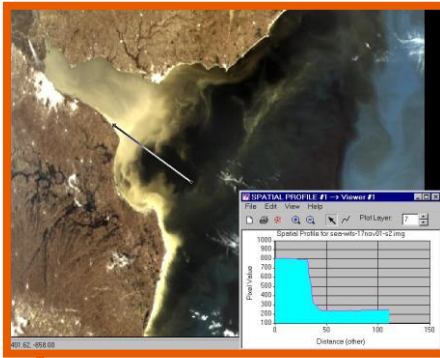 SPATIAL PROFILE #1 --> Viewer #1
File Edit View Help
Plot Layer: 7
Spatial Profile for sea-wifs-17nov01-s2.img
Pixel Value
1000
900
800
700
600
500
400
300
200
100
0 50 100 150
Distance (other)
401.62, -858.00